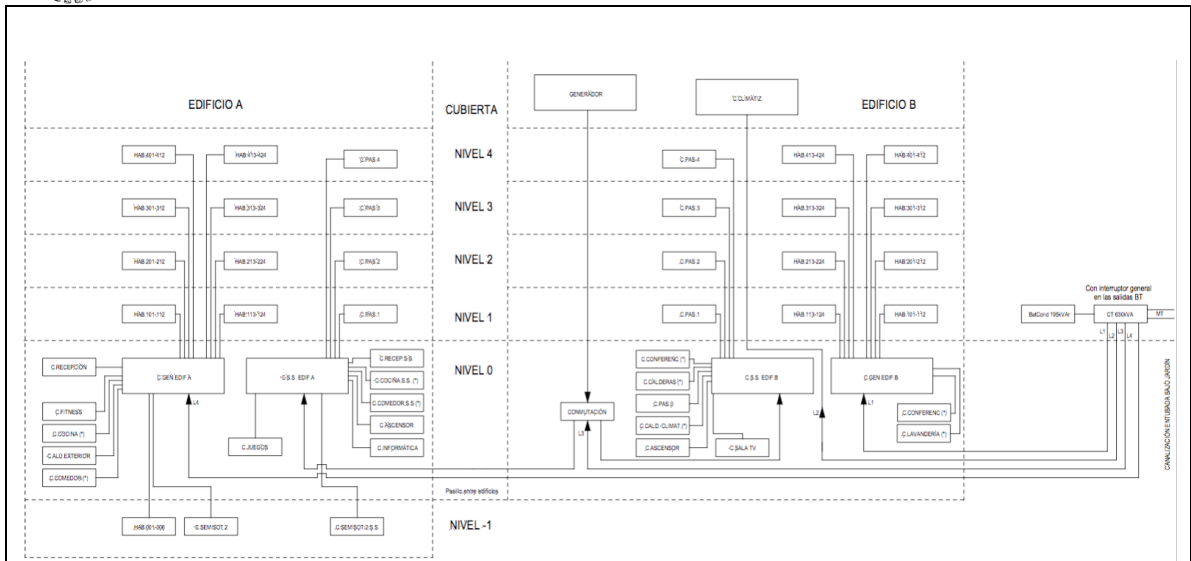 EDIFICIO A
CUBIERTA
GENERADOR
C.CLIMATIZ
EDIFICIO B
HAB.401-412
HAB.413-424
C.PAS.4
NIVEL 4
C.PAS.4
HAB.413-424
HAB.401-412
HAB.301-312
HAB.313-324
C.PAS.3
NIVEL 3
C.PAS.3
HAB.313-324
HAB.301-312
HAB.201-212
HAB.213-224
C.PAS.2
NIVEL 2
C.PAS.2
HAB.213-224
HAB.201-212
Con interruptor general
en las salidas BT
HAB.101-112
HAB.113-124
C.PAS.1
NIVEL 1
C.PAS.1
HAB.113-124
HAB.101-112
BatCond 195kVAr
CT 630kVA
MT
L1
L2
L3
L4
C.RECEPCIÓN
C.GEN EDIF.A
C.S.S. EDIF.A
C.RECEP.S.S.
C.COCINA S.S. (*)
C.COMEDOR.S.S (*)
C.ASCENSOR
C.INFORMÁTICA
NIVEL 0
C.CONFERENC (*)
C.CALDERAS (*)
C.PAS.0
C.CALD.-CLIMAT (*)
C.ASCENSOR
C.S.S. EDIF.B
C.GEN EDIF.B
C.FITNESS
C.COCINA (*)
C.ALU.EXTERIOR
C.COMEDOR (*)
L4
C.JUEGOS
CONMUTACIÓN
L3
C.SALA TV
L2
L1
C.CONFERENC (*)
C.LAVANDERÍA (*)
CANALIZACIÓN ENTUBADA BAJO JARDÍN
Pasillo entre edificios
HAB.001-006
C.SEMISOT.2
C.SEMISOT.2 S.S.
NIVEL -1